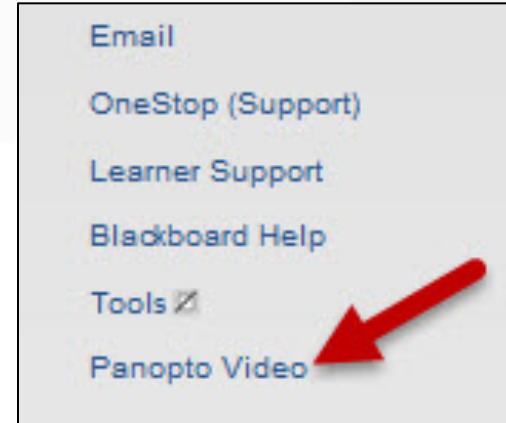 Email
OneStop (Support)
Learner Support
Blackboard Help
Tools
Panopto Video